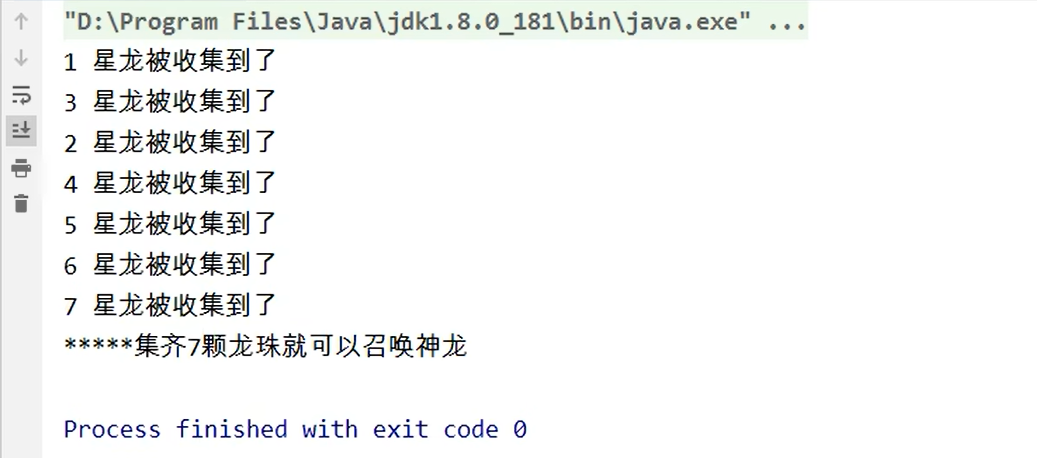 "D:\Program Files\Java\jdk1.8.0_181\bin\java.exe" ...
1 星龙被收集到了
3 星龙被收集到了
2 星龙被收集到了
4 星龙被收集到了
5 星龙被收集到了
6 星龙被收集到了
7 星龙被收集到了
*****集齐7颗龙珠就可以召唤神龙
Process finished with exit code 0